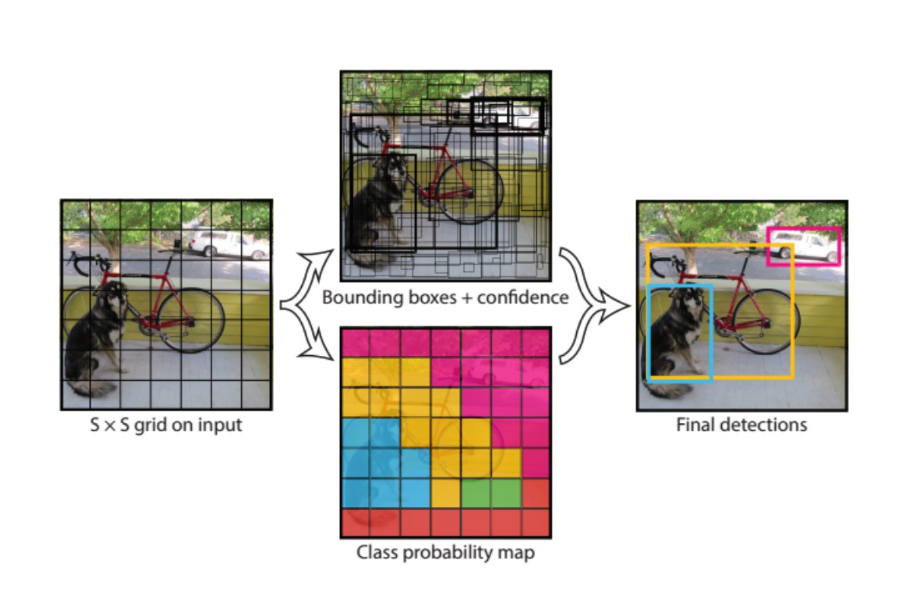 Bounding boxes + confidence
S × S grid on input
Final detections
Class probability map